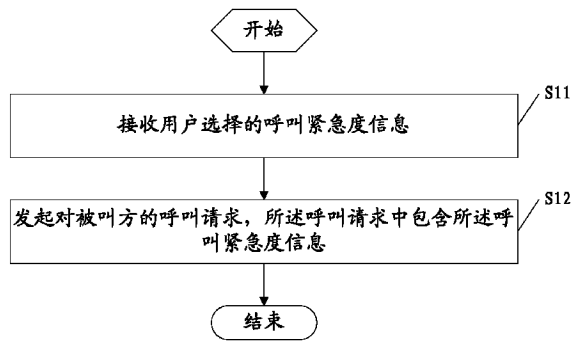 开始
S11
接收用户选择的呼叫紧急度信息
S12
发起对被叫方的呼叫请求，所述呼叫请求中包含所述呼
叫紧急度信息
结束